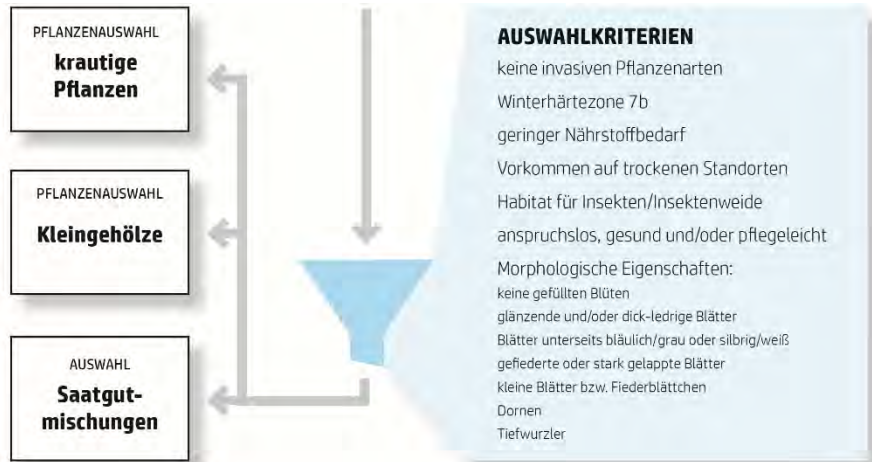 PFLANZENAUSWAHL
krautige
Pflanzen
PFLANZENAUSWAHL
Kleingehölze
AUSWAHL
Saatgut-
mischungen
AUSWAHLKRITERIEN
keine invasiven Pflanzenarten
Winterhärtezone 7b
geringer Nährstoffbedarf
Vorkommen auf trockenen Standorten
Habitat für Insekten/Insektenweide
anspruchslos, gesund und/oder pflegeleicht
Morphologische Eigenschaften:
keine gefüllten Blüten
glänzende und/oder dick-ledrige Blätter
Blätter unterseits bläulich/grau oder silbrig/weiß
gefiederte oder stark gelappte Blätter
kleine Blätter bzw. Fiederblättchen
Dornen
Tiefwurzler